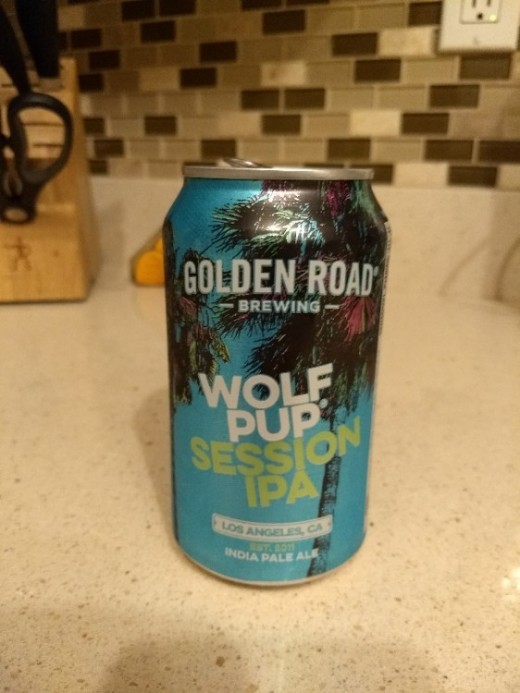 GOLDEN ROAD®
— BREWING —
WOLF
PUP®
SESSION
IPA
LOS ANGELES, CA
EST. 2011
INDIA PALE ALE